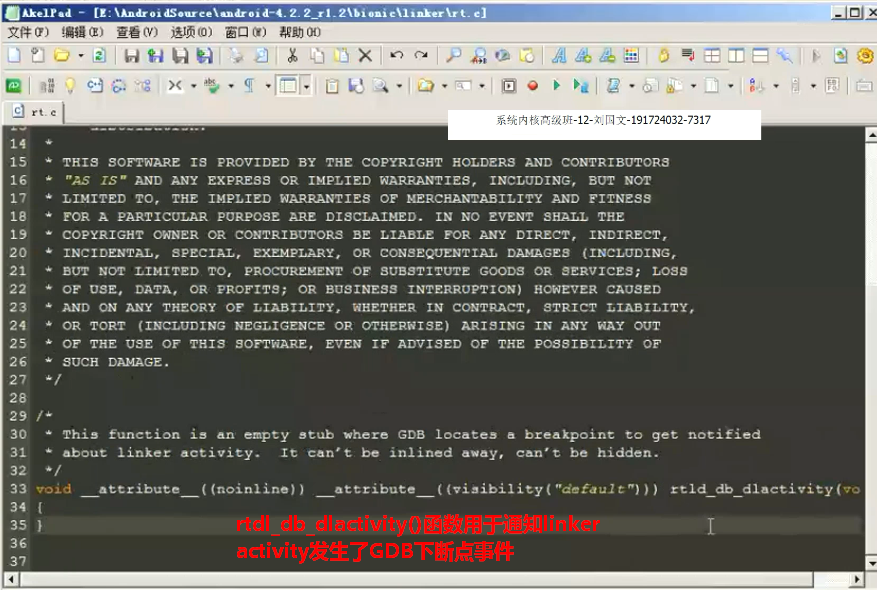 AkelPad - [E:\AndroidSource\android-4.2.2_r1.2\bionic\linker\rt.c]
文件(F) 编辑(E) 查看(V) 选项(O) 窗口(W) 帮助(H)
rt.c
系统内核高级班-12-刘国文-191724032-7317
13 distribution.
14 *
15 * THIS SOFTWARE IS PROVIDED BY THE COPYRIGHT HOLDERS AND CONTRIBUTORS
16 * "AS IS" AND ANY EXPRESS OR IMPLIED WARRANTIES, INCLUDING, BUT NOT
17 * LIMITED TO, THE IMPLIED WARRANTIES OF MERCHANTABILITY AND FITNESS
18 * FOR A PARTICULAR PURPOSE ARE DISCLAIMED. IN NO EVENT SHALL THE
19 * COPYRIGHT OWNER OR CONTRIBUTORS BE LIABLE FOR ANY DIRECT, INDIRECT,
20 * INCIDENTAL, SPECIAL, EXEMPLARY, OR CONSEQUENTIAL DAMAGES (INCLUDING,
21 * BUT NOT LIMITED TO, PROCUREMENT OF SUBSTITUTE GOODS OR SERVICES; LOSS
22 * OF USE, DATA, OR PROFITS; OR BUSINESS INTERRUPTION) HOWEVER CAUSED
23 * AND ON ANY THEORY OF LIABILITY, WHETHER IN CONTRACT, STRICT LIABILITY,
24 * OR TORT (INCLUDING NEGLIGENCE OR OTHERWISE) ARISING IN ANY WAY OUT
25 * OF THE USE OF THIS SOFTWARE, EVEN IF ADVISED OF THE POSSIBILITY OF
26 * SUCH DAMAGE.
27 */
28
29 /*
30 * This function is an empty stub where GDB locates a breakpoint to get notified
31 * about linker activity.  It can't be inlined away, can't be hidden.
32 */
33 void __attribute__((noinline)) __attribute__((visibility("default"))) rtld_db_dlactivity(vo
34 {
35 }
rtdl_db_dlactivity()函数用于通知linker
activity发生了GDB下断点事件
36
37